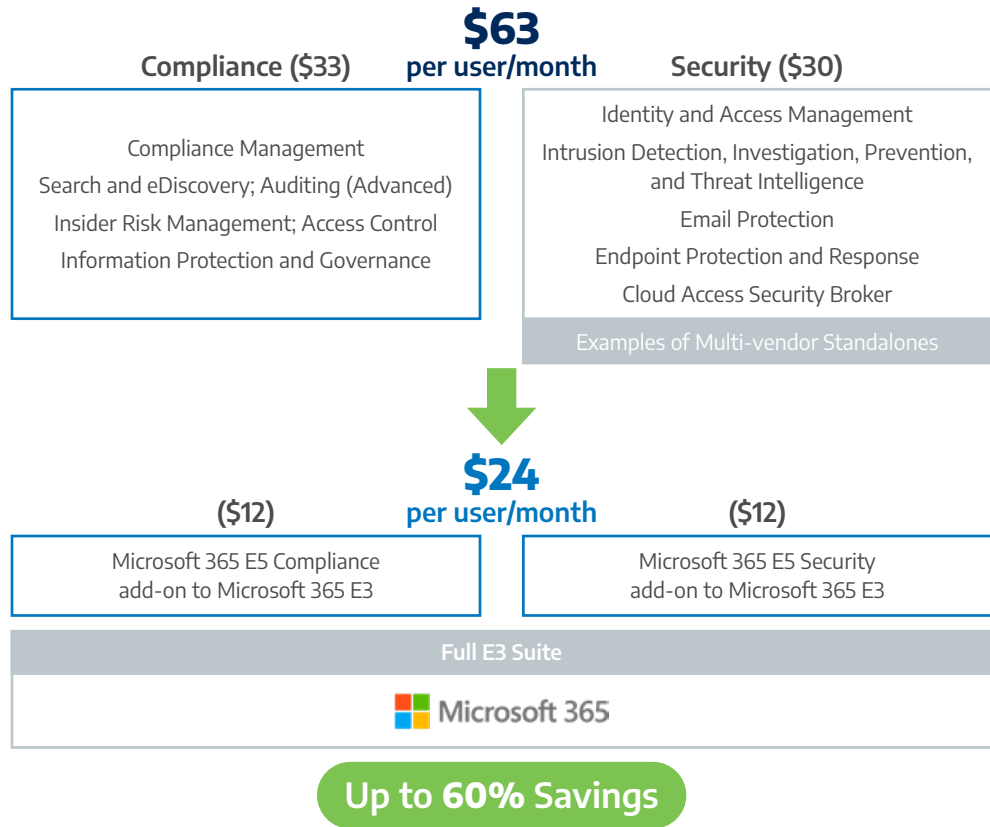 $63
per user/month
Compliance ($33)
Compliance Management
Search and eDiscovery; Auditing (Advanced)
Insider Risk Management; Access Control
Information Protection and Governance
Security ($30)
Identity and Access Management
Intrusion Detection, Investigation, Prevention,
and Threat Intelligence
Email Protection
Endpoint Protection and Response
Cloud Access Security Broker
Examples of Multi-vendor Standalones
$24
per user/month
($12)
Microsoft 365 E5 Compliance
add-on to Microsoft 365 E3
($12)
Microsoft 365 E5 Security
add-on to Microsoft 365 E3
Full E3 Suite
Microsoft 365
Up to 60% Savings